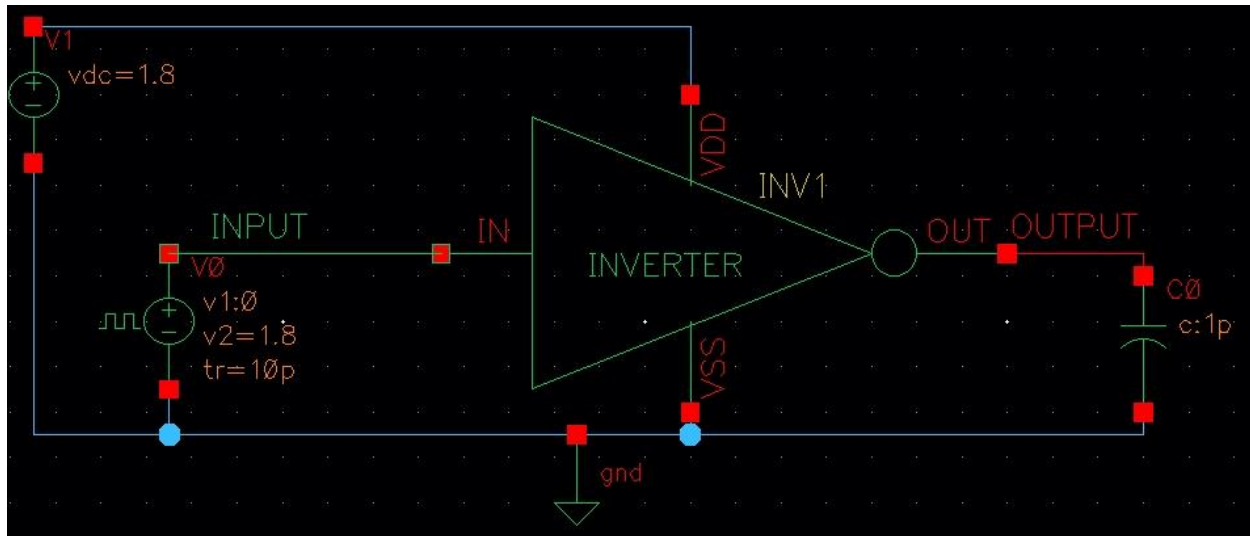 V1
vdc=1.8
VDD
INV1
INPUT
IN
OUT
OUTPUT
INVERTER
V0
v1:0
v2=1.8
tr=10p
C0
c:1p
VSS
gnd